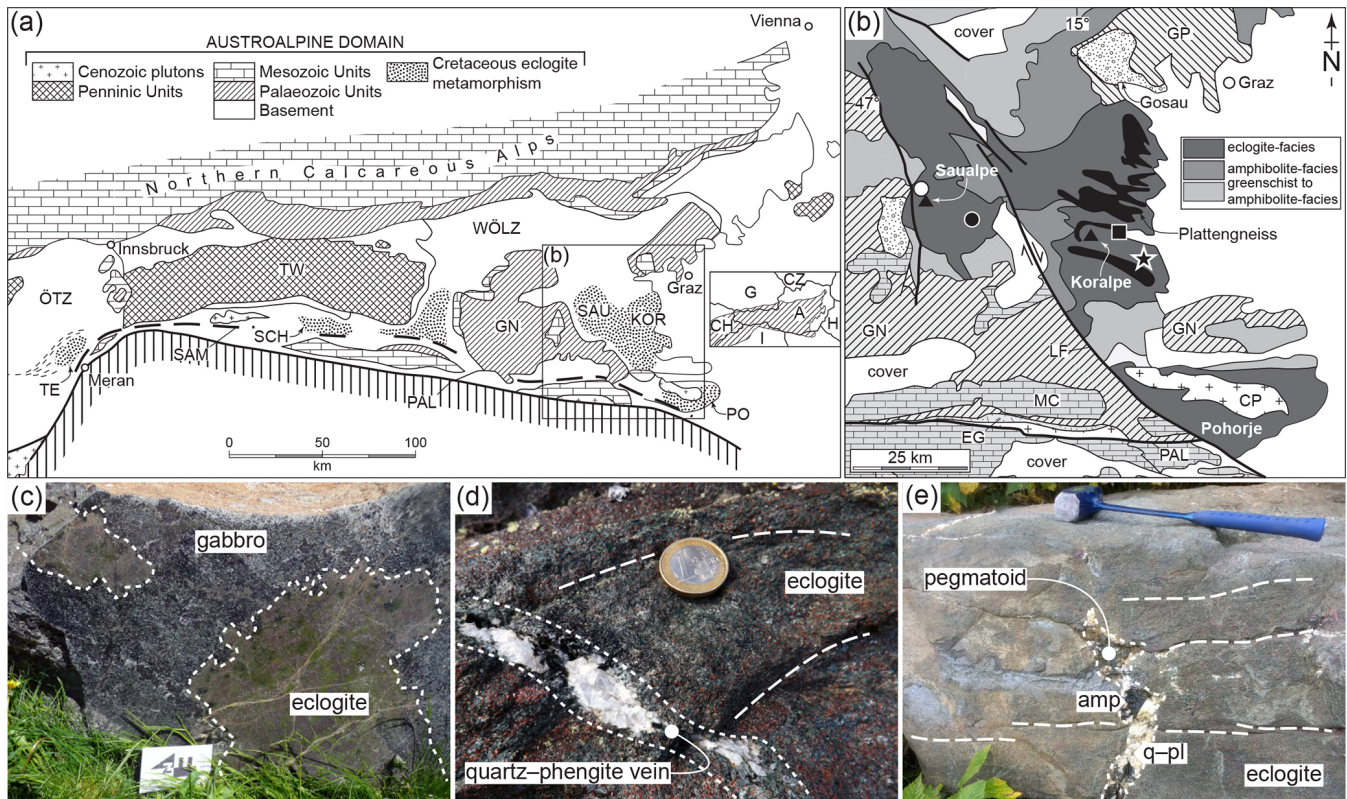 (a)
Vienna
AUSTROALPINE DOMAIN
Cenozoic plutons
Penninic Units
Mesozoic Units
Palaeozoic Units
Basement
Cretaceous eclogite
metamorphism
Northern Calcareous Alps
Innsbruck
WÖLZ
TW
ÖTZ
(b)
Graz
SAU
KOR
GN
SCH
SAM
TE
Meran
PAL
PO
CZ
G
A
CH
H
I
0 50 100
km
(b)
cover
15°
GP
N
Graz
Gosau
47°
eclogite-facies
amphibolite-facies
greenschist to
amphibolite-facies
Saualpe
Plattengneiss
Koralpe
GN
GN
LF
cover
MC
CP
EG
Pohorje
PAL
25 km
cover
(c)
gabbro
eclogite
(d)
eclogite
quartz–phengite vein
(e)
pegmatoid
amp
q–pl
eclogite